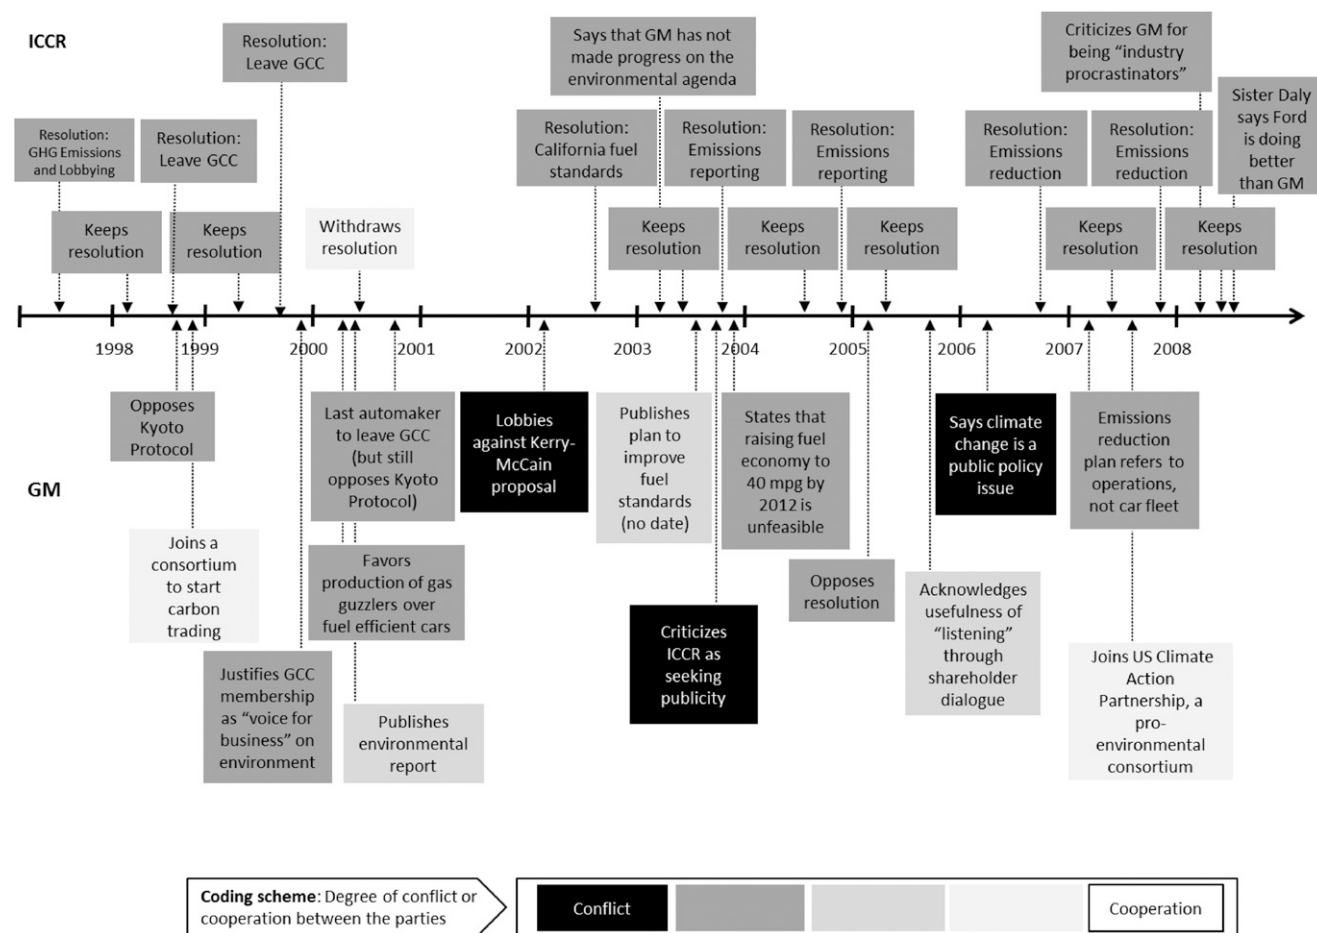 ICCR
Resolution:
Leave GCC
Says that GM has not
made progress on the
environmental agenda
Criticizes GM for
being “industry
procrastinators”
Resolution:
GHG Emissions
and Lobbying
Resolution:
Leave GCC
Resolution:
California fuel
standards
Resolution:
Emissions
reporting
Resolution:
Emissions
reporting
Resolution:
Emissions
reduction
Resolution:
Emissions
reduction
Sister Daly
says Ford
is doing
better
than GM
Keeps
resolution
Keeps
resolution
Withdraws
resolution
Keeps
resolution
Keeps
resolution
Keeps
resolution
Keeps
resolution
Keeps
resolution
1998
1999
2000
2001
2002
2003
2004
2005
2006
2007
2008
GM
Opposes
Kyoto
Protocol
Last automaker
to leave GCC
(but still
opposes Kyoto
Protocol)
Lobbies
against Kerry-
McCain
proposal
Publishes
plan to
improve
fuel
standards
(no date)
States that
raising fuel
economy to
40 mpg by
2012 is
unfeasible
Says climate
change is a
public policy
issue
Emissions
reduction
plan refers to
operations,
not car fleet
Joins a
consortium
to start
carbon
trading
Favors
production of gas
guzzlers over
fuel efficient cars
Opposes
resolution
Acknowledges
usefulness of
“listening”
through
shareholder
dialogue
Criticizes
ICCR as
seeking
publicity
Justifies GCC
membership
as “voice for
business” on
environment
Publishes
environmental
report
Joins US Climate
Action
Partnership, a
pro-
environmental
consortium
Coding scheme: Degree of conflict or
cooperation between the parties
Conflict
Cooperation